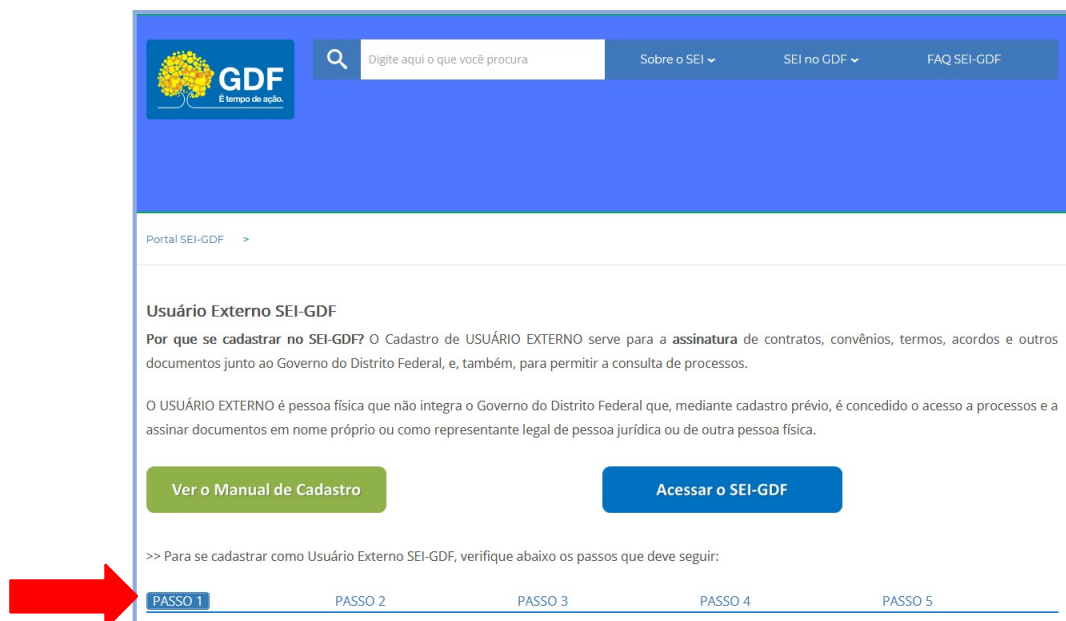 GDF
É tempo de ação.
Digite aqui o que você procura
Sobre o SEI
SEI no GDF
FAQ SEI-GDF
Portal SEI-GDF >
Usuário Externo SEI-GDF
Por que se cadastrar no SEI-GDF? O Cadastro de USUÁRIO EXTERNO serve para a assinatura de contratos, convênios, termos, acordos e outros
documentos junto ao Governo do Distrito Federal, e, também, para permitir a consulta de processos.
O USUÁRIO EXTERNO é pessoa física que não integra o Governo do Distrito Federal que, mediante cadastro prévio, é concedido o acesso a processos e a
assinar documentos em nome próprio ou como representante legal de pessoa jurídica ou de outra pessoa física.
Ver o Manual de Cadastro
Acessar o SEI-GDF
>> Para se cadastrar como Usuário Externo SEI-GDF, verifique abaixo os passos que deve seguir:
PASSO 1
PASSO 2
PASSO 3
PASSO 4
PASSO 5